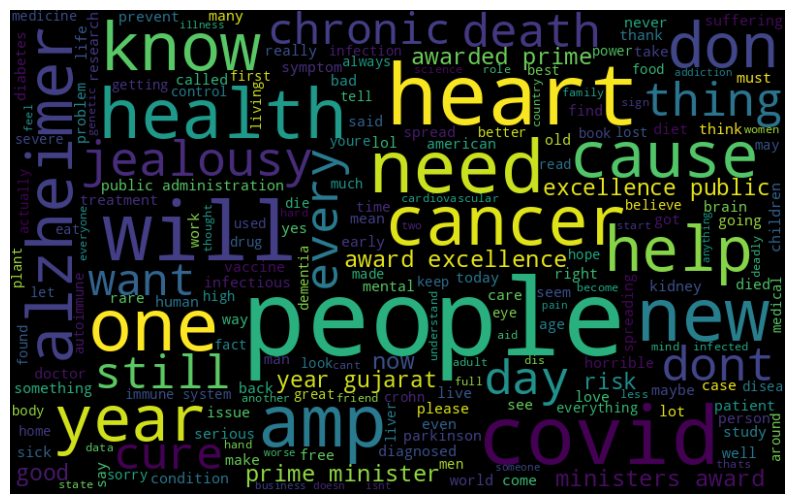 medicine
prevent
illness
many
chronic
death
never
suffering
diabetes
life
know
really
infection
awarded prime
power
thank
take
don
problem
genetic research
called
first
symptom
always
bad
science
role
best
food
addiction
must
alzheimer
getting
control
living
tell
heart
country
family
find
sign
thing
feel
health
said
spread
better
old
book
lost
diet
think
women
severe
jealousy
youre
lol
american
need
read
cause
may
actually
public administration
every
much
excellence public
treatment
die
cardiovascular
believe
got
brain
going
children
eat
everyone
will
work
used
hard
time
cancer
help
drug
thought
yes
mean
two
start
anything
deadly
plant
vaccine
early
award excellence
hope
let
want
infectious
dementia
made
keep
today
right
kidney
died
medical
autoimmune
rare
human
high
mental
people
understand
care
seem
become
spreading
new
found
one
way
eye
aid
pain
age
fact
man
look
cant
adult
dis
mind
infected
doctor
still
back
now
day
risk
horrible
dont
something
year gujarat
crohn
live
full
love
less
maybe
case
disea
immune system
another
great
friend
body
year
issue
amp
liver
please
see
everything
lot
patient
person
home
serious
even
parkinson
covid
study
around
sick
cure
data
hand
free
diagnosed
men
well
good
say
make
worse
prime minister
someone
ministers award
thats
sorry
condition
state
business
doesn
isnt
world
come